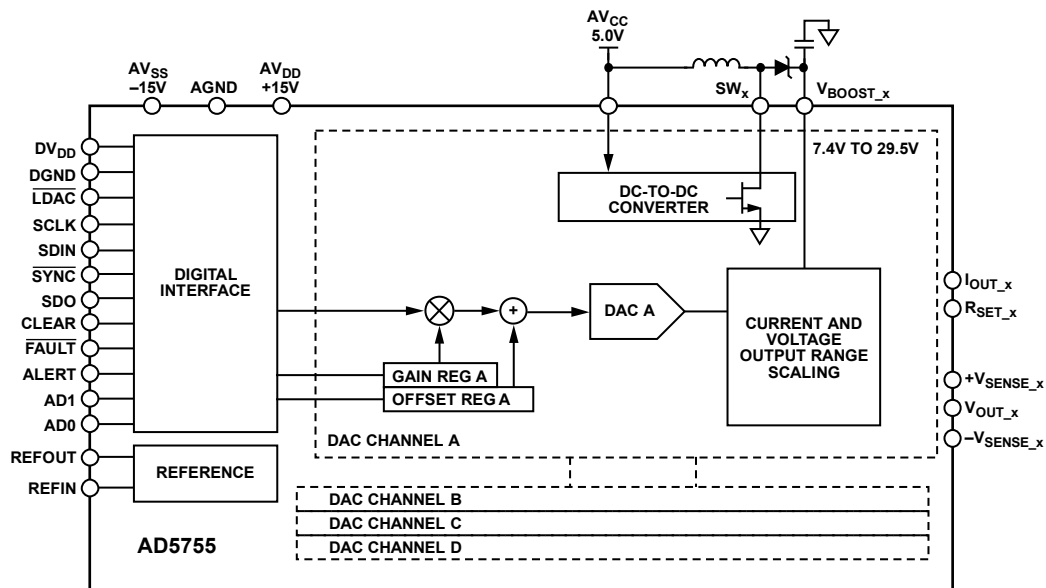 AVCC
5.0V
AVSS
–15V
AGND
AVDD
+15V
SWx
VBOOST_x
7.4V TO 29.5V
DVDD
DGND
LDAC
SCLK
SDIN
SYNC
SDO
CLEAR
FAULT
ALERT
AD1
AD0
REFOUT
REFIN
DIGITAL
INTERFACE
REFERENCE
DC-TO-DC
CONVERTER
+
DAC A
GAIN REG A
OFFSET REG A
CURRENT AND
VOLTAGE
OUTPUT RANGE
SCALING
DAC CHANNEL A
DAC CHANNEL B
DAC CHANNEL C
DAC CHANNEL D
IOUT_x
RSET_x
+VSENSE_x
VOUT_x
–VSENSE_x
AD5755